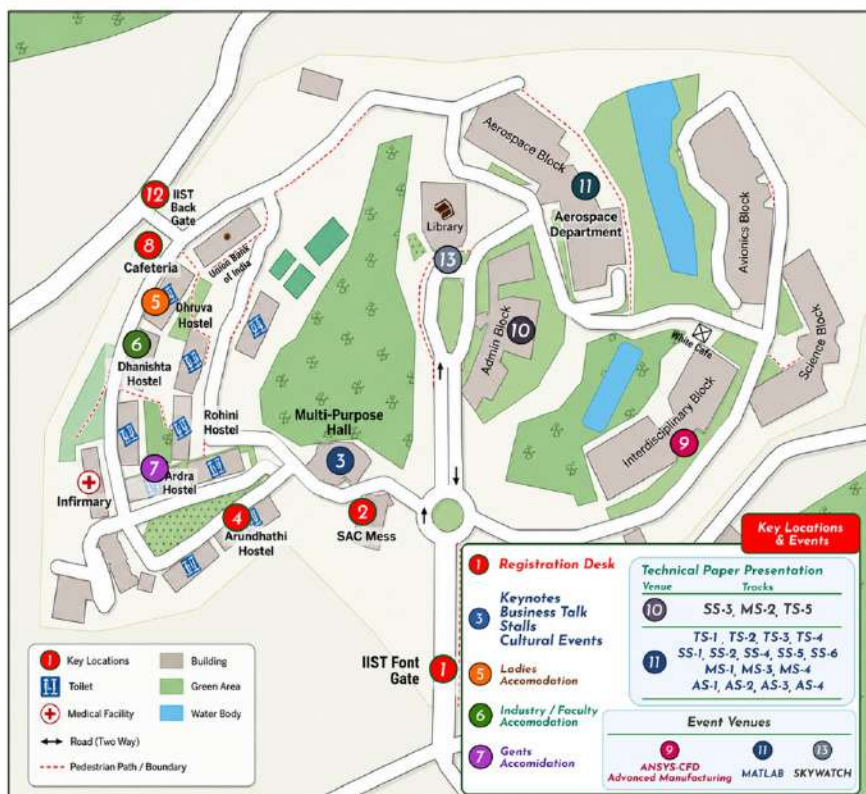 Aerospace Block
11
Aerospace
Department
12
IIST
Back
Gate
8
Cafeteria
Union Bank
of India
Library
13
Avionics Block
5
Dhruva
Hostel
6
Dhanishta
Hostel
10
Admin Block
White Cafe
Science Block
Rohini
Hostel
Multi-Purpose
Hall
3
Interdisciplinary Block
9
7
Ardra
Hostel
Infirmary
4
Arundhathi
Hostel
2
SAC Mess
IIST Font
Gate
1
1 Key Locations
Toilet
Medical Facility
Road (Two Way)
Pedestrian Path / Boundary
Building
Green Area
Water Body
Key Locations
& Events
1 Registration Desk
3 Keynotes
Business Talk
Stalls
Cultural Events
5 Ladies
Accomodation
6 Industry / Faculty
Accomodation
7 Gents
Accomidation
Technical Paper Presentation
Venue Tracks
10 SS-3, MS-2, TS-5
11 TS-1, TS-2, TS-3, TS-4
SS-1, SS-2, SS-4, SS-5, SS-6
MS-1, MS-3, MS-4
AS-1, AS-2, AS-3, AS-4
Event Venues
9 11 13
ANSYS-CFD MATLAB SKYWATCH
Advanced Manufacturing